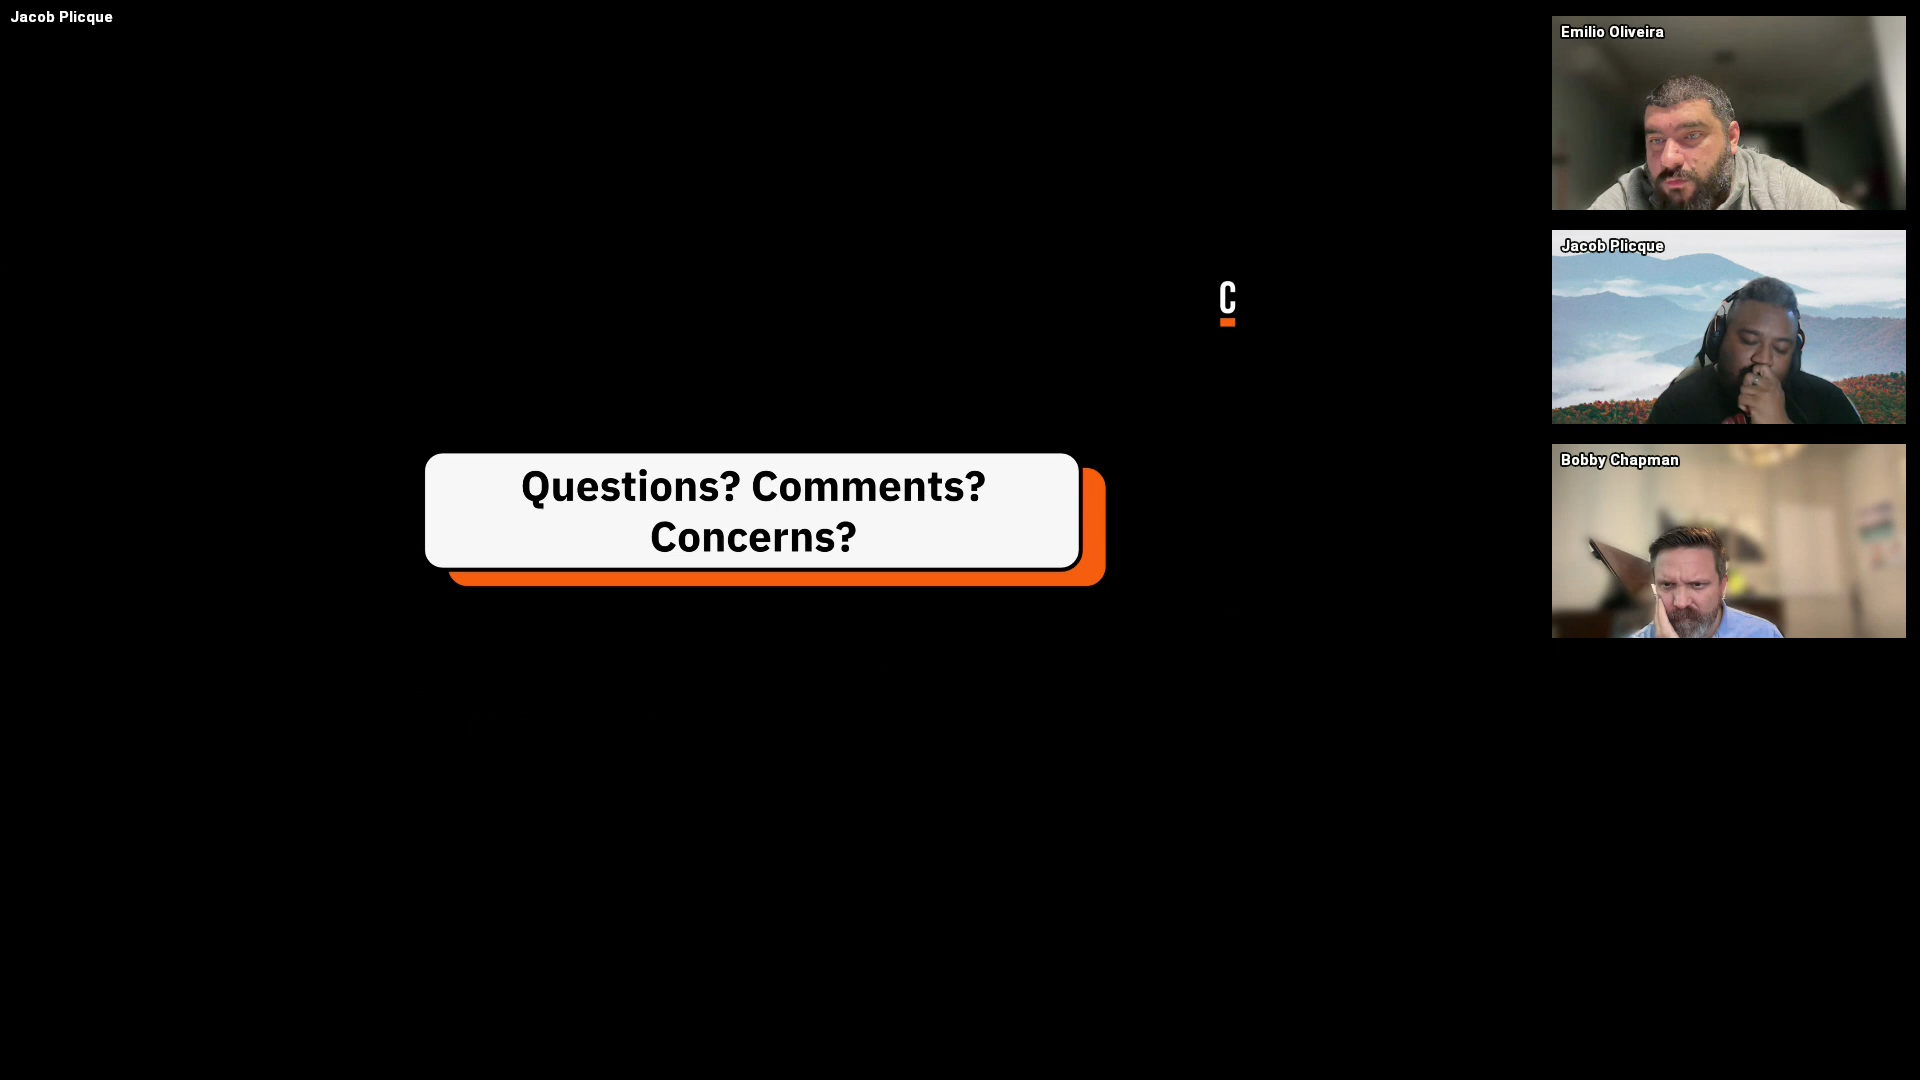 Jacob Plicque
C
Questions? Comments?
Concerns?
Emilio Oliveira
Jacob Plicque
Bobby Chapman